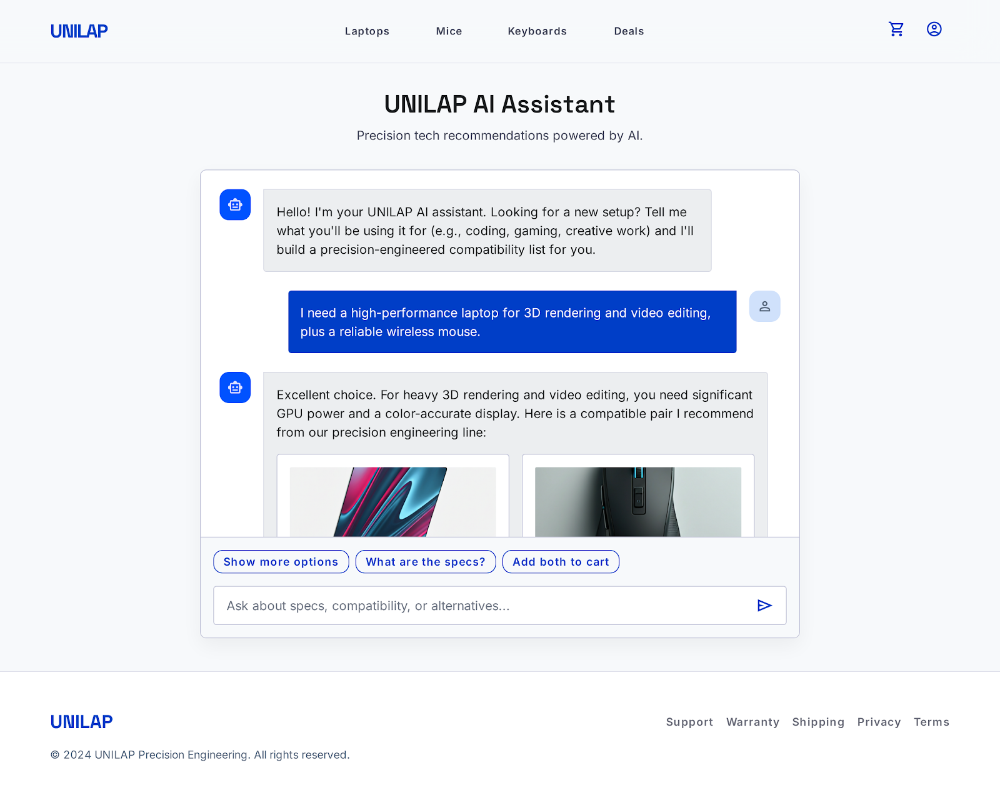 UNILAP
Laptops
Mice
Keyboards
Deals
UNILAP AI Assistant
Precision tech recommendations powered by AI.
Hello! I'm your UNILAP AI assistant. Looking for a new setup? Tell me
what you'll be using it for (e.g., coding, gaming, creative work) and I'll
build a precision-engineered compatibility list for you.
I need a high-performance laptop for 3D rendering and video editing,
plus a reliable wireless mouse.
Excellent choice. For heavy 3D rendering and video editing, you need significant
GPU power and a color-accurate display. Here is a compatible pair I recommend
from our precision engineering line:
Show more options
What are the specs?
Add both to cart
Ask about specs, compatibility, or alternatives...
UNILAP
Support
Warranty
Shipping
Privacy
Terms
© 2024 UNILAP Precision Engineering. All rights reserved.